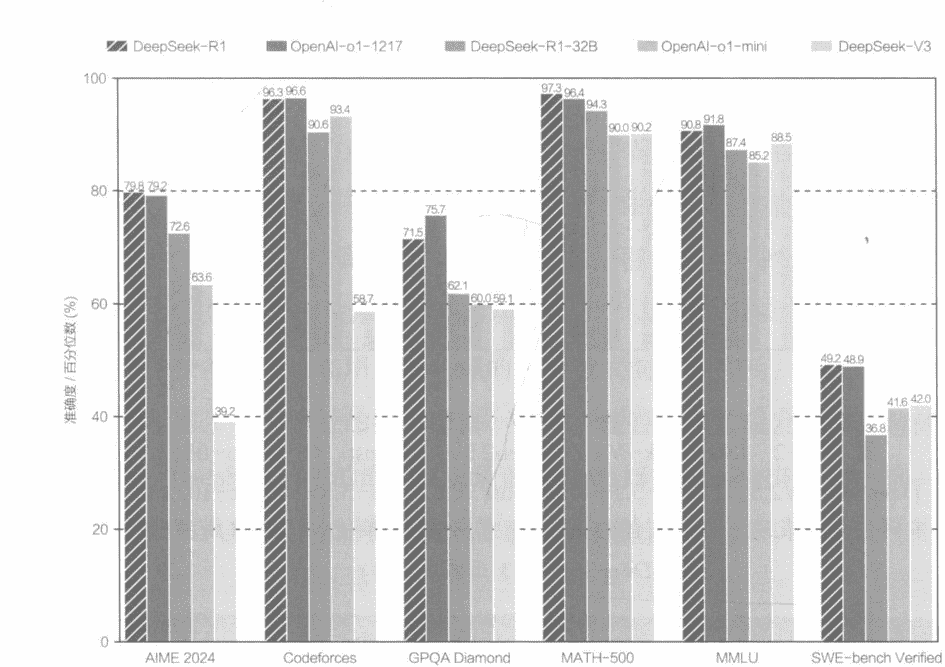 DeepSeek-R1 OpenAI-o1-1217 DeepSeek-R1-32B OpenAI-o1-mini DeepSeek-V3
准确度 / 百分位数 (%)
100
80
60
40
20
0
79.8 79.2 72.6 63.6 39.2
96.3 96.6 90.6 93.4 58.7
71.5 75.7 62.1 60.0 59.1
97.3 96.4 94.3 90.0 90.2
90.8 91.8 87.4 85.2 88.5
49.2 48.9 36.8 41.6 42.0
AIME 2024 Codeforces GPQA Diamond MATH-500 MMLU SWE-bench Verified